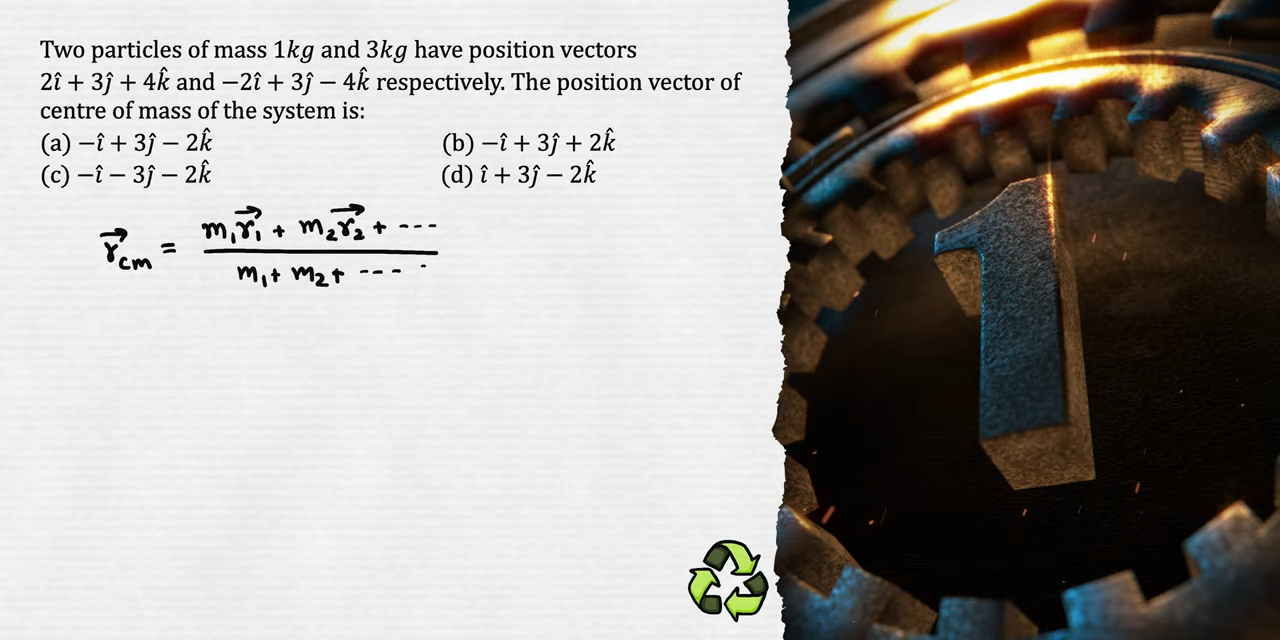 Two particles of mass 1kg and 3kg have position vectors
2î + 3ĵ + 4k̂ and −2î + 3ĵ − 4k̂ respectively. The position vector of
centre of mass of the system is:
(a) −î + 3ĵ − 2k̂ (b) −î + 3ĵ + 2k̂
(c) −î − 3ĵ − 2k̂ (d) î + 3ĵ − 2k̂
r⃗cm = m₁r⃗₁ + m₂r⃗₂ + ---
m₁ + m₂ + ----
1